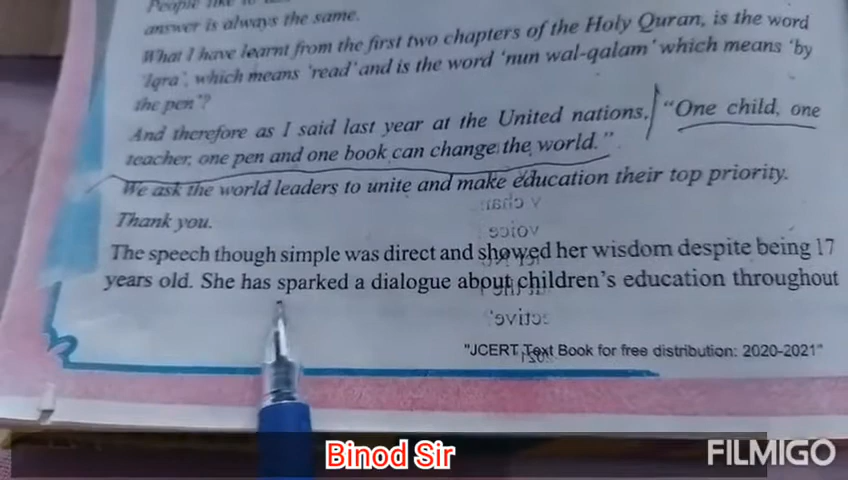 People like to
answer is always the same.
What I have learnt from the first two chapters of the Holy Quran, is the word
'Iqra', which means 'read' and is the word 'nun wal-qalam' which means 'by
the pen'?
And therefore as I said last year at the United nations, "One child, one
teacher, one pen and one book can change the world."
We ask the world leaders to unite and make education their top priority.
Thank you.
The speech though simple was direct and showed her wisdom despite being 17
years old. She has sparked a dialogue about children's education throughout
"JCERT Text Book for free distribution: 2020-2021"
Binod Sir
FILMIGO